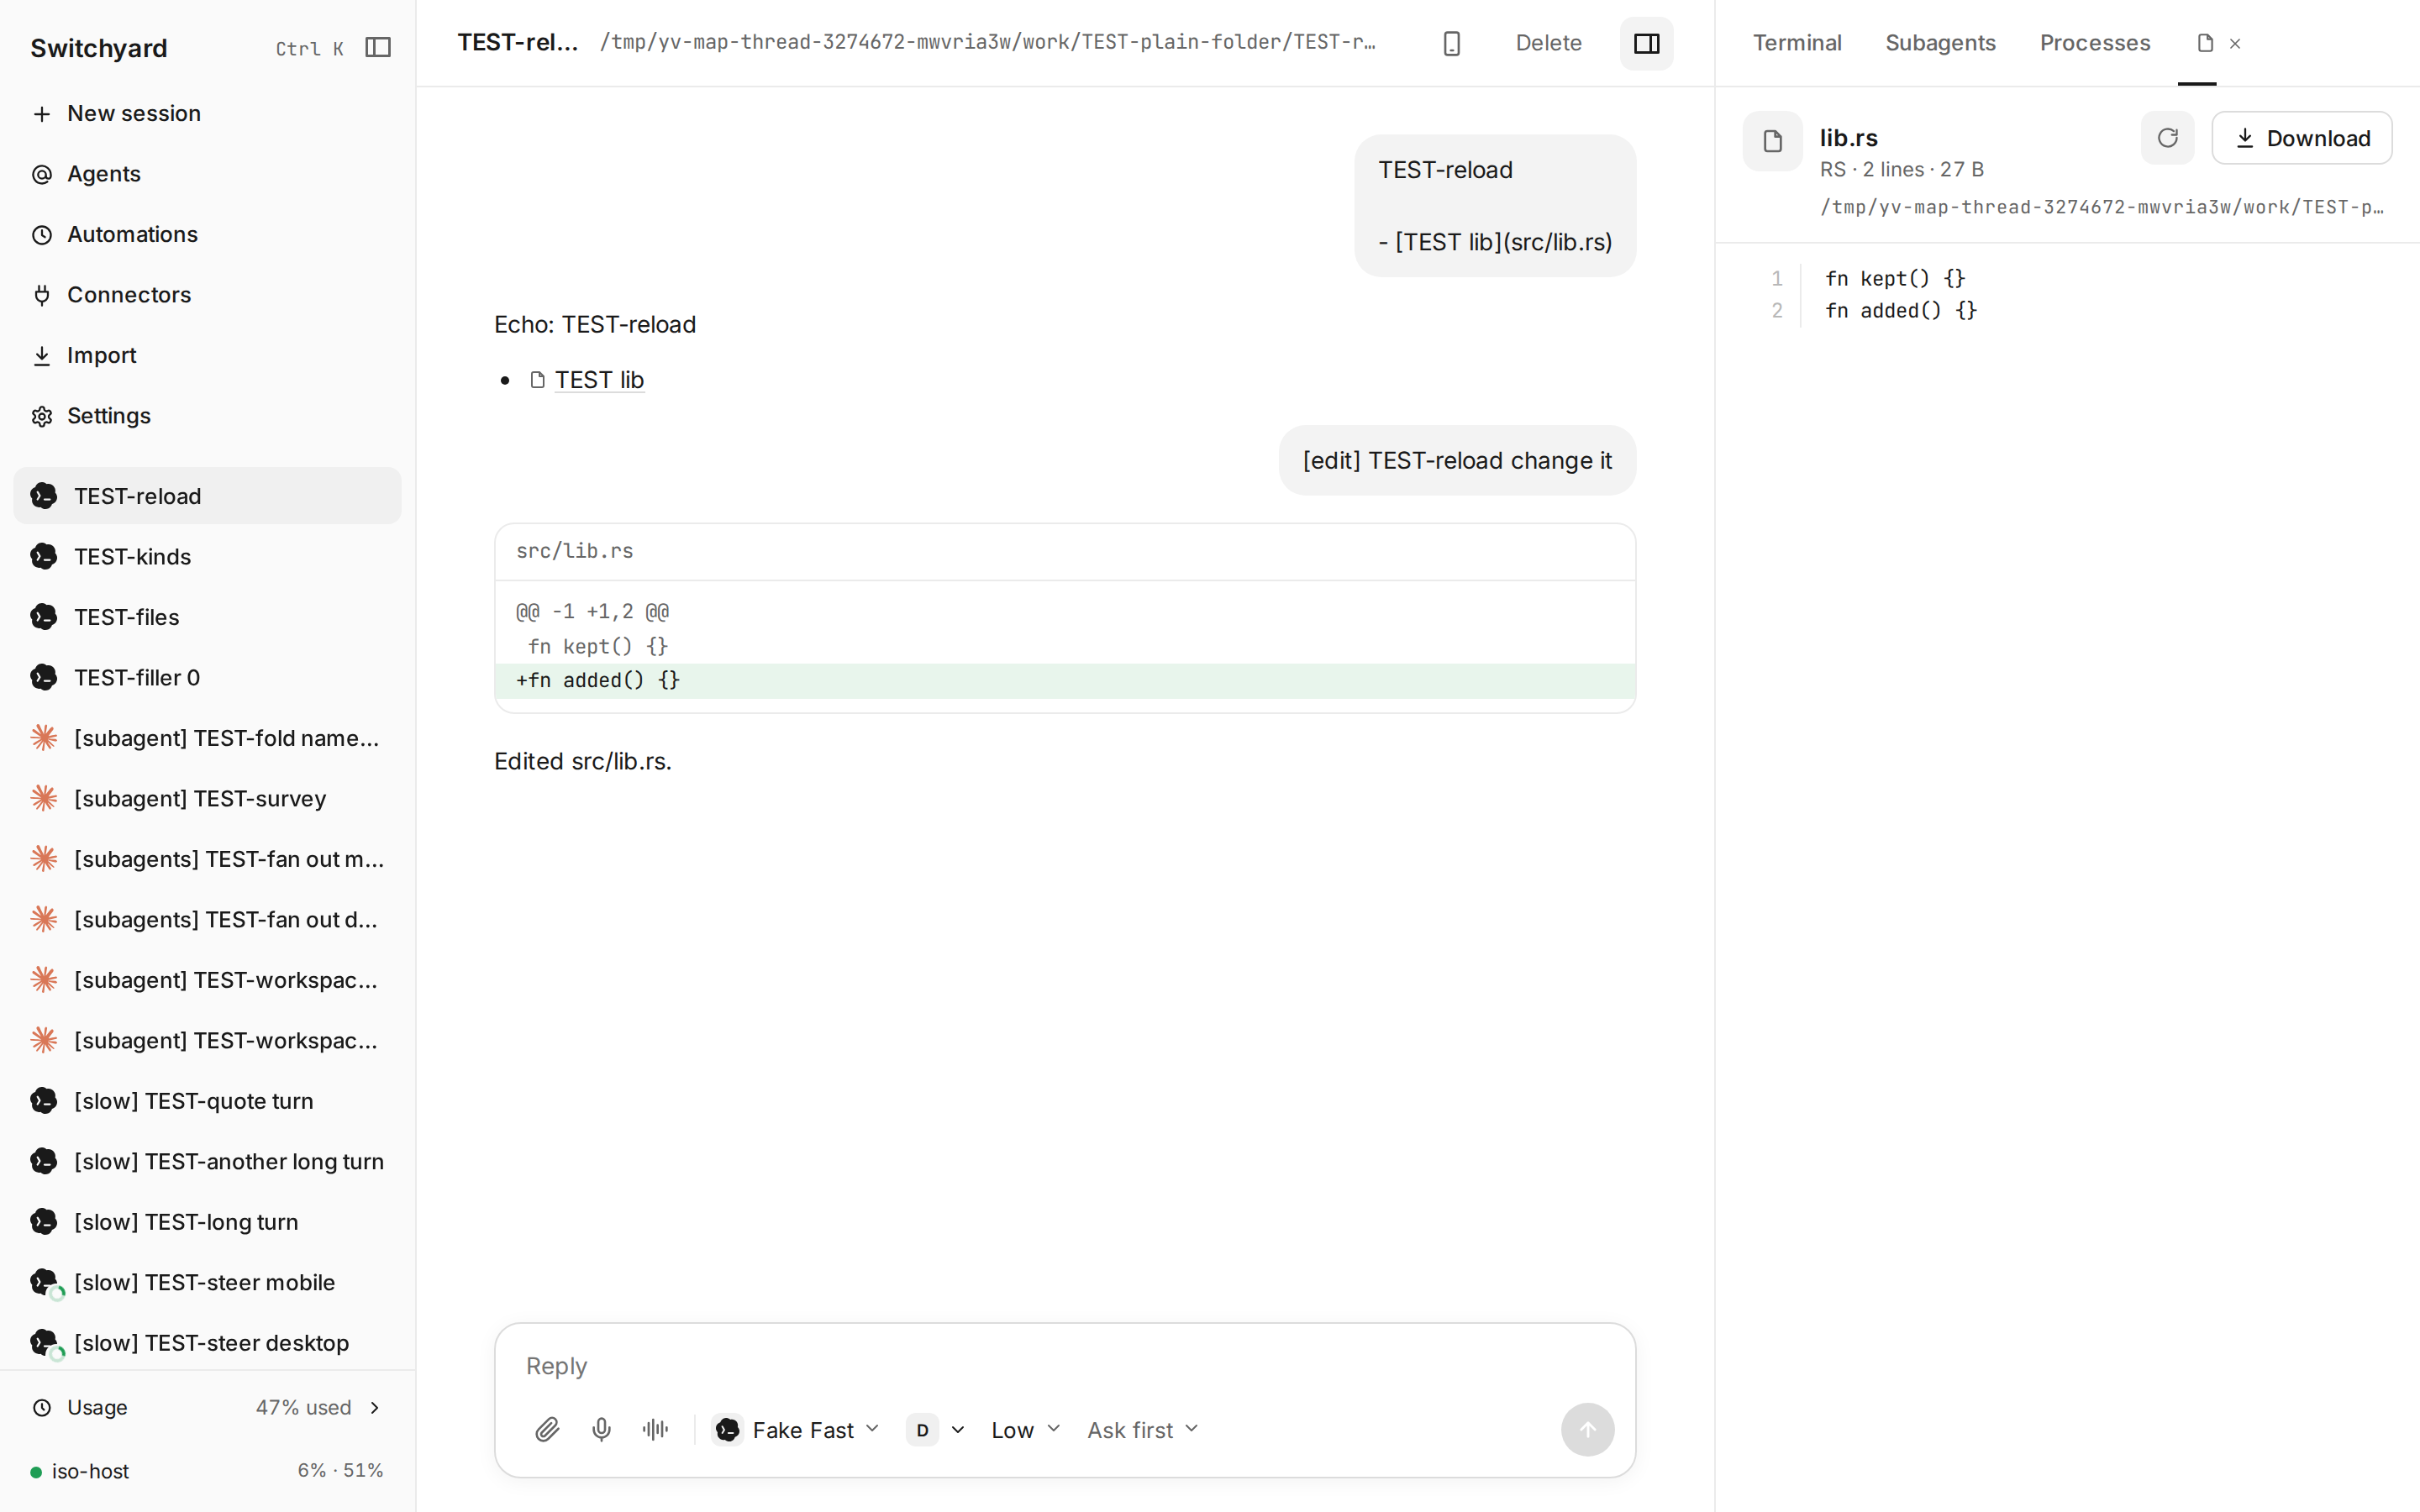 Switchyard
Ctrl K
New session
Agents
Automations
Connectors
Import
Settings
TEST-reload
TEST-kinds
TEST-files
TEST-filler 0
[subagent] TEST-fold name…
[subagent] TEST-survey
[subagents] TEST-fan out m…
[subagents] TEST-fan out d…
[subagent] TEST-workspac…
[subagent] TEST-workspac…
[slow] TEST-quote turn
[slow] TEST-another long turn
[slow] TEST-long turn
[slow] TEST-steer mobile
[slow] TEST-steer desktop
Usage 47% used
iso-host 6% · 51%
TEST-rel… /tmp/yv-map-thread-3274672-mwvria3w/work/TEST-plain-folder/TEST-r… Delete
TEST-reload
- [TEST lib](src/lib.rs)
Echo: TEST-reload
• TEST lib
[edit] TEST-reload change it
src/lib.rs
@@ -1 +1,2 @@
fn kept() {}
+fn added() {}
Edited src/lib.rs.
Reply
Fake Fast D Low Ask first
Terminal Subagents Processes
lib.rs
Download
RS · 2 lines · 27 B
/tmp/yv-map-thread-3274672-mwvria3w/work/TEST-p…
1 fn kept() {}
2 fn added() {}